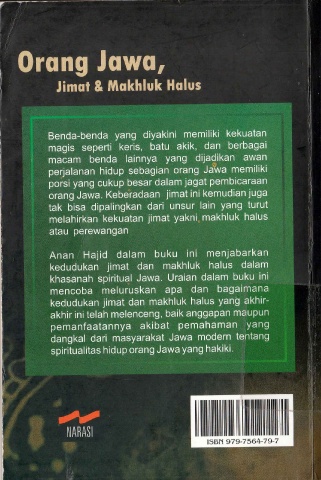 Orang Jawa,
Jimat & Makhluk Halus
Benda-benda yang diyakini memiliki kekuatan
magis seperti keris, batu akik, dan berbagai
macam benda lainnya yang dijadikan awan
perjalanan hidup sebagian orang Jawa memiliki
porsi yang cukup besar dalam jagat pembicaraan
orang Jawa. Keberadaan jimat ini kemudian juga
tak bisa dipalingkan dari unsur lain yang turut
melahirkan kekuatan jimat yakni, makhluk halus
atau perewangan
Anan Hajid dalam buku ini menjabarkan
kedudukan jimat dan makhluk halus dalam
khasanah spiritual Jawa. Uraian dalam buku ini
mencoba meluruskan apa dan bagaimana
kedudukan jimat dan makhluk halus yang akhir-
akhir ini telah melenceng, baik anggapan maupun
pemanfaatannya akibat pemahaman yang
dangkal dari masyarakat Jawa modern tentang
spiritualitas hidup orang Jawa yang hakiki.
NARASI
ISBN 979-7564-79-7